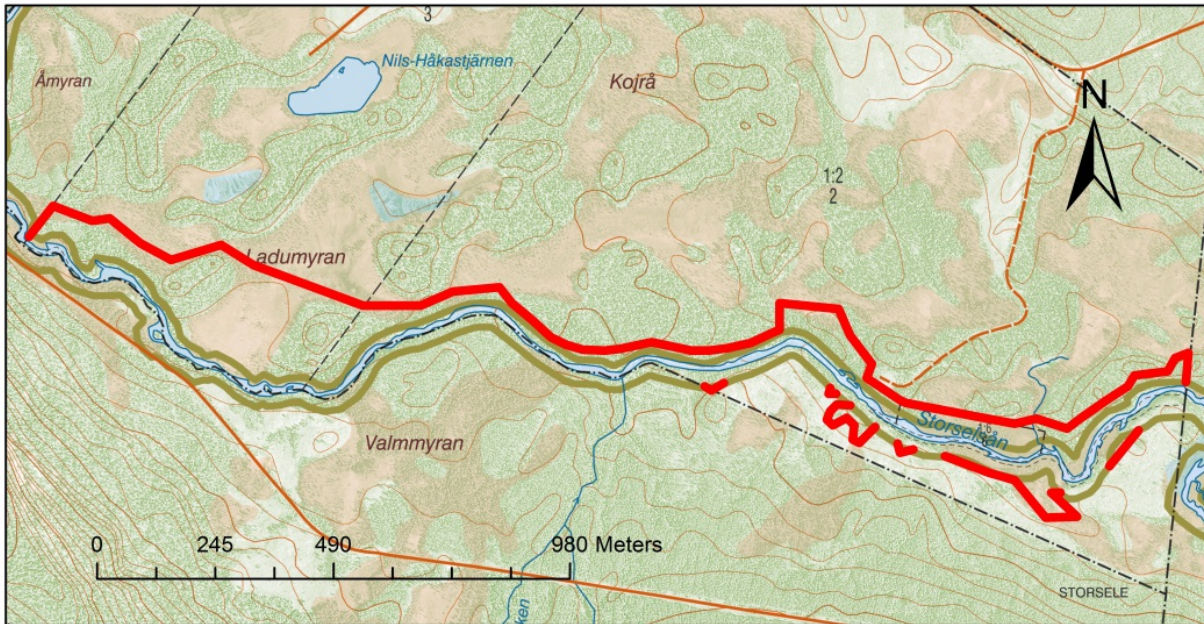 3
Nils-Håkastjärnen
Åmyran
Kojrå
N
1:2
2
Ladumyran
Storselsån
Valmmyran
0 245 490 980 Meters
STORSELE